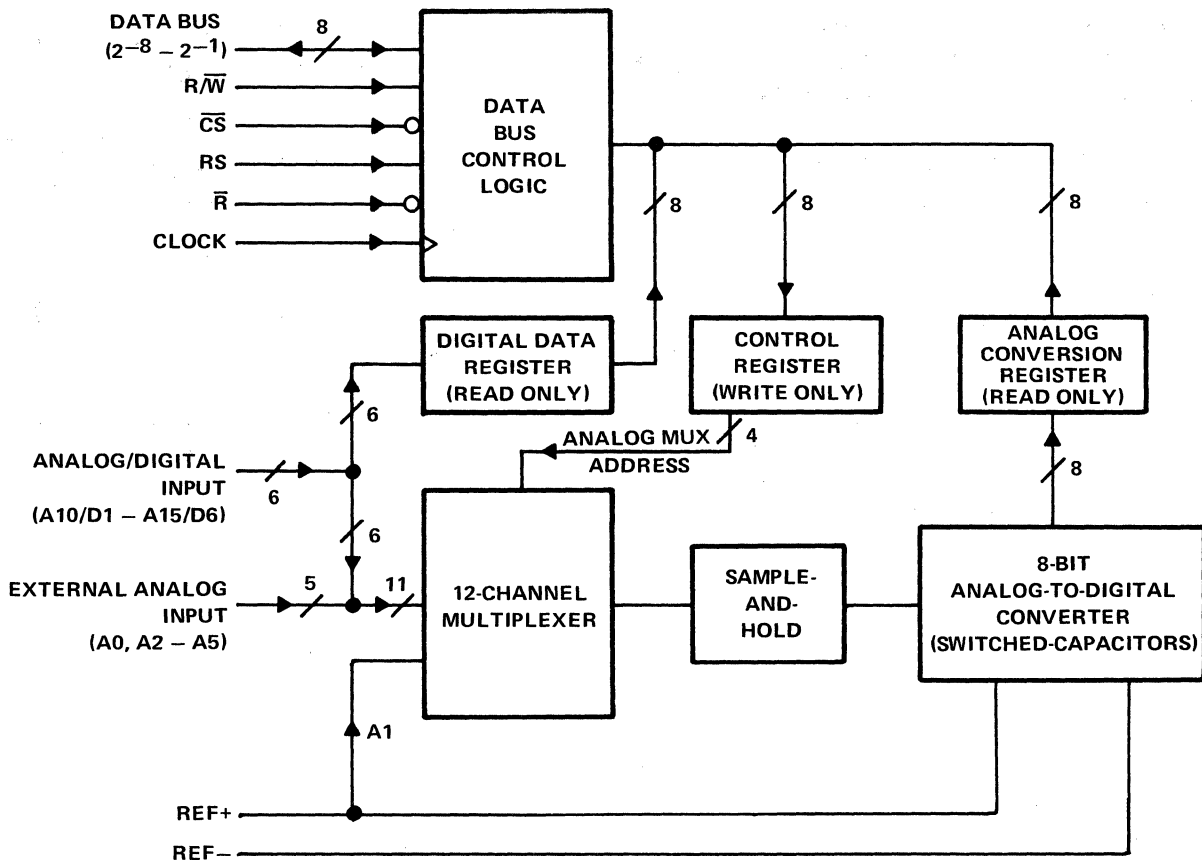 DATA BUS
(2⁻⁸ – 2⁻¹)
8
R/W̅
C̅S̅
RS
R̅
CLOCK
DATA
BUS
CONTROL
LOGIC
8
8
8
DIGITAL DATA
REGISTER
(READ ONLY)
CONTROL
REGISTER
(WRITE ONLY)
ANALOG
CONVERSION
REGISTER
(READ ONLY)
6
ANALOG MUX
ADDRESS
4
ANALOG/DIGITAL
INPUT
(A10/D1 – A15/D6)
6
6
8
EXTERNAL ANALOG
INPUT
(A0, A2 – A5)
5
11
12-CHANNEL
MULTIPLEXER
SAMPLE-
AND-
HOLD
8-BIT
ANALOG-TO-DIGITAL
CONVERTER
(SWITCHED-CAPACITORS)
A1
REF+
REF–